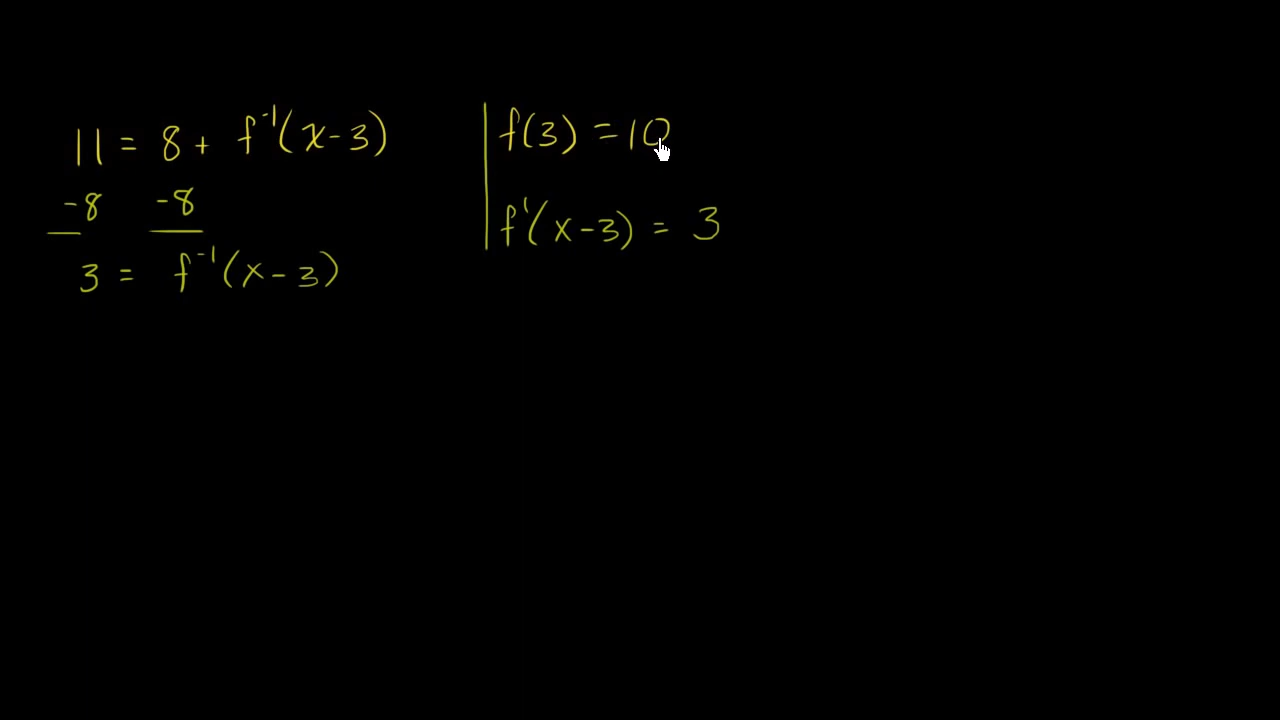 11 = 8 + f⁻¹(x-3)
-8 -8
3 = f⁻¹(x-3)
f(3) = 10
f'(x-3) = 3